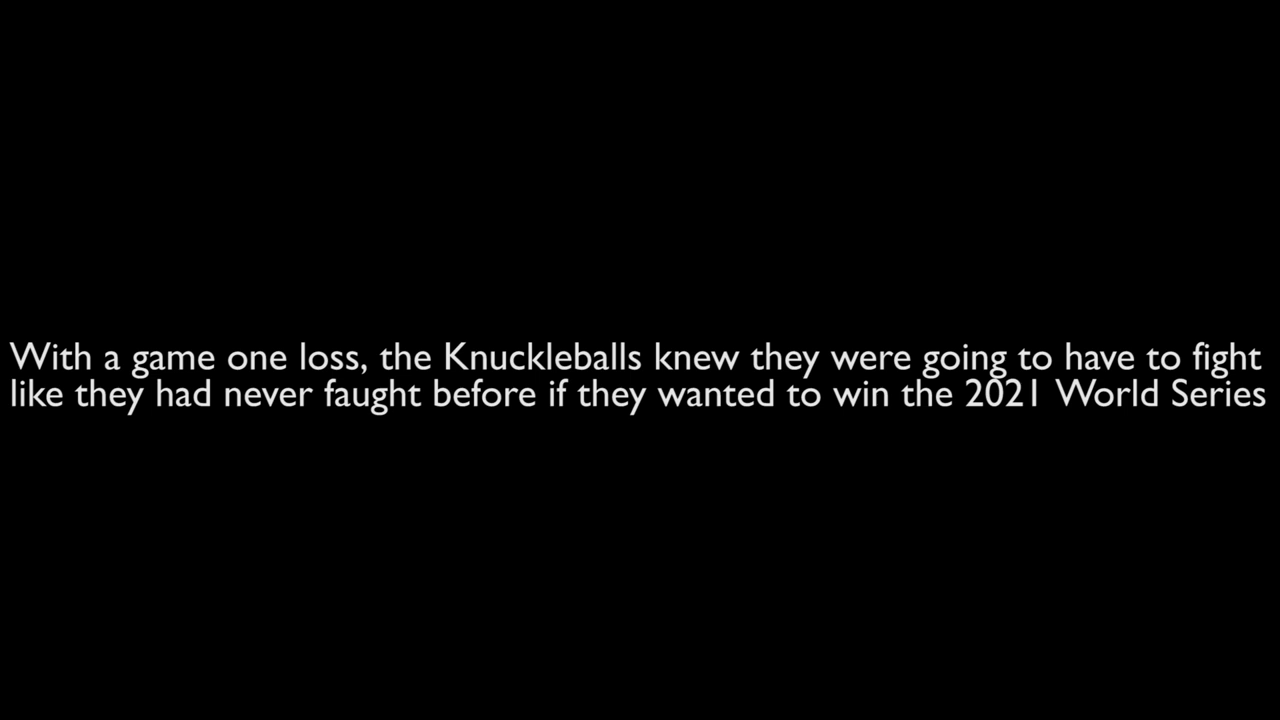 With a game one loss, the Knuckleballs knew they were going to have to fight
like they had never faught before if they wanted to win the 2021 World Series